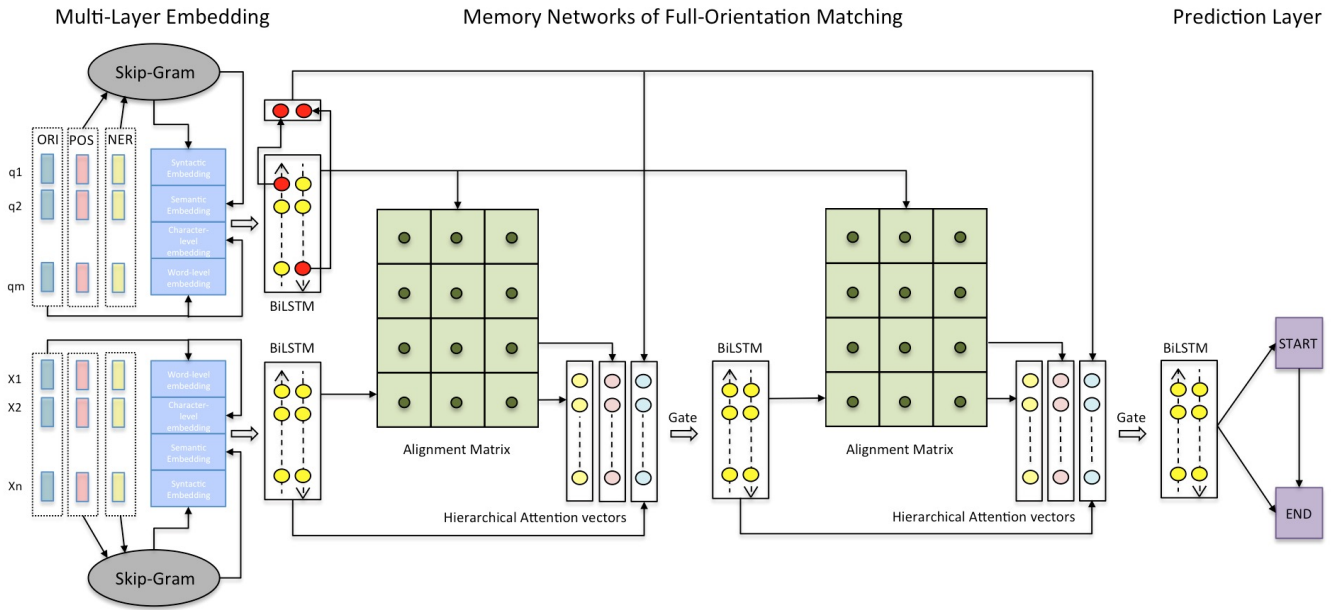 Multi-Layer Embedding
Memory Networks of Full-Orientation Matching
Prediction Layer
Skip-Gram
ORI
POS
NER
q1
q2
qm
Syntactic
Embedding
Semantic
Embedding
Character-
level
embedding
Word-level
embedding
BiLSTM
X1
X2
Xn
Word-level
embedding
Character-
level embedding
Semantic
Embedding
Syntactic
Embedding
Skip-Gram
BiLSTM
Alignment Matrix
Hierarchical Attention vectors
Gate
BiLSTM
Alignment Matrix
Hierarchical Attention vectors
Gate
BiLSTM
START
END